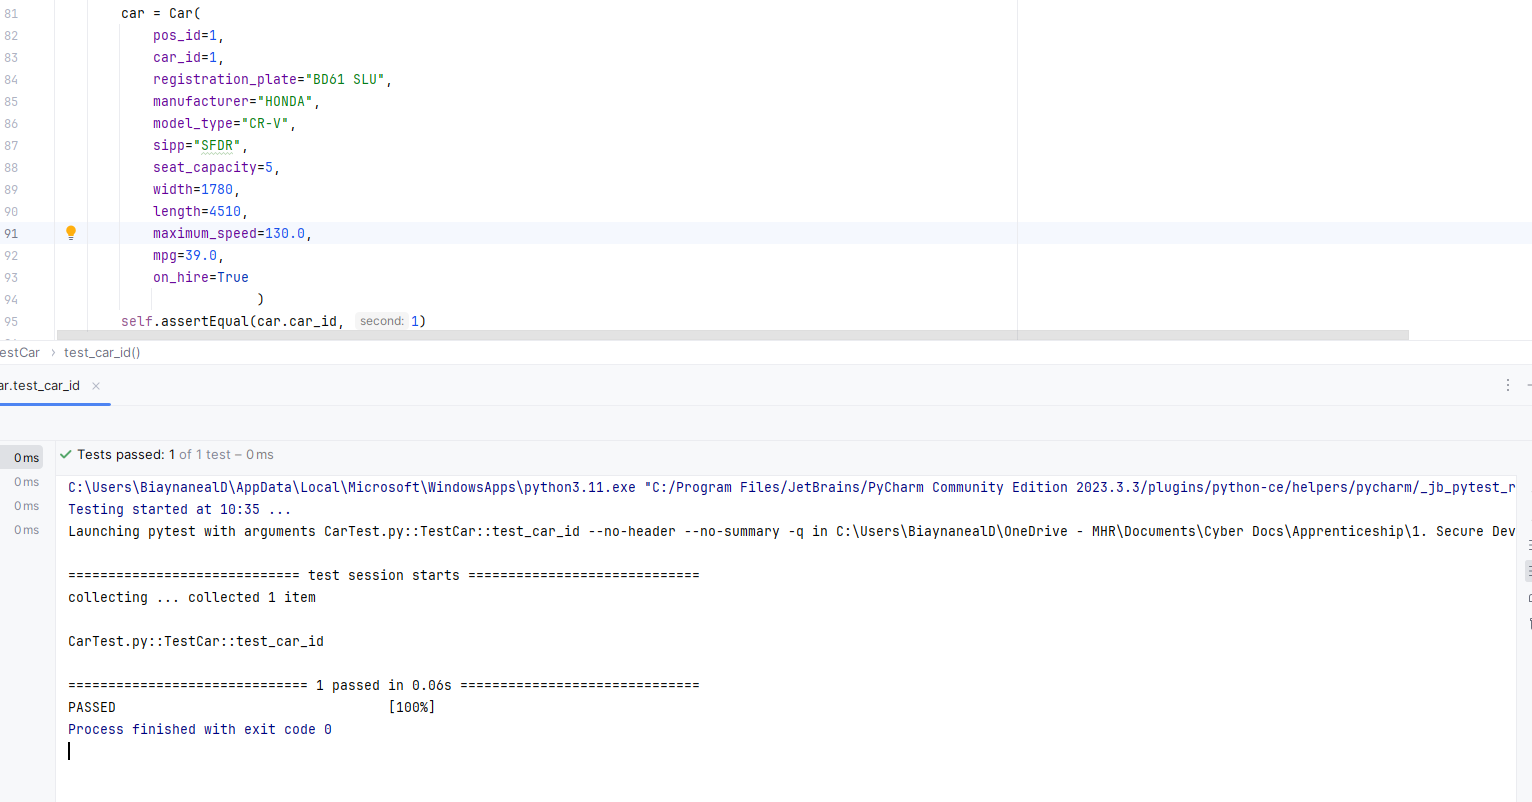 81 car = Car(
82 pos_id=1,
83 car_id=1,
84 registration_plate="BD61 SLU",
85 manufacturer="HONDA",
86 model_type="CR-V",
87 sipp="SFDR",
88 seat_capacity=5,
89 width=1780,
90 length=4510,
91 maximum_speed=130.0,
92 mpg=39.0,
93 on_hire=True
94 )
95 self.assertEqual(car.car_id, second: 1)
estCar › test_car_id()
ar.test_car_id ×
0 ms Tests passed: 1 of 1 test – 0 ms
0 ms
0 ms
0 ms
C:\Users\BiaynanealD\AppData\Local\Microsoft\WindowsApps\python3.11.exe "C:/Program Files/JetBrains/PyCharm Community Edition 2023.3.3/plugins/python-ce/helpers/pycharm/_jb_pytest_r
Testing started at 10:35 ...
Launching pytest with arguments CarTest.py::TestCar::test_car_id --no-header --no-summary -q in C:\Users\BiaynanealD\OneDrive - MHR\Documents\Cyber Docs\Apprenticeship\1. Secure Dev
============================= test session starts =============================
collecting ... collected 1 item
CarTest.py::TestCar::test_car_id
============================== 1 passed in 0.06s ==============================
PASSED [100%]
Process finished with exit code 0